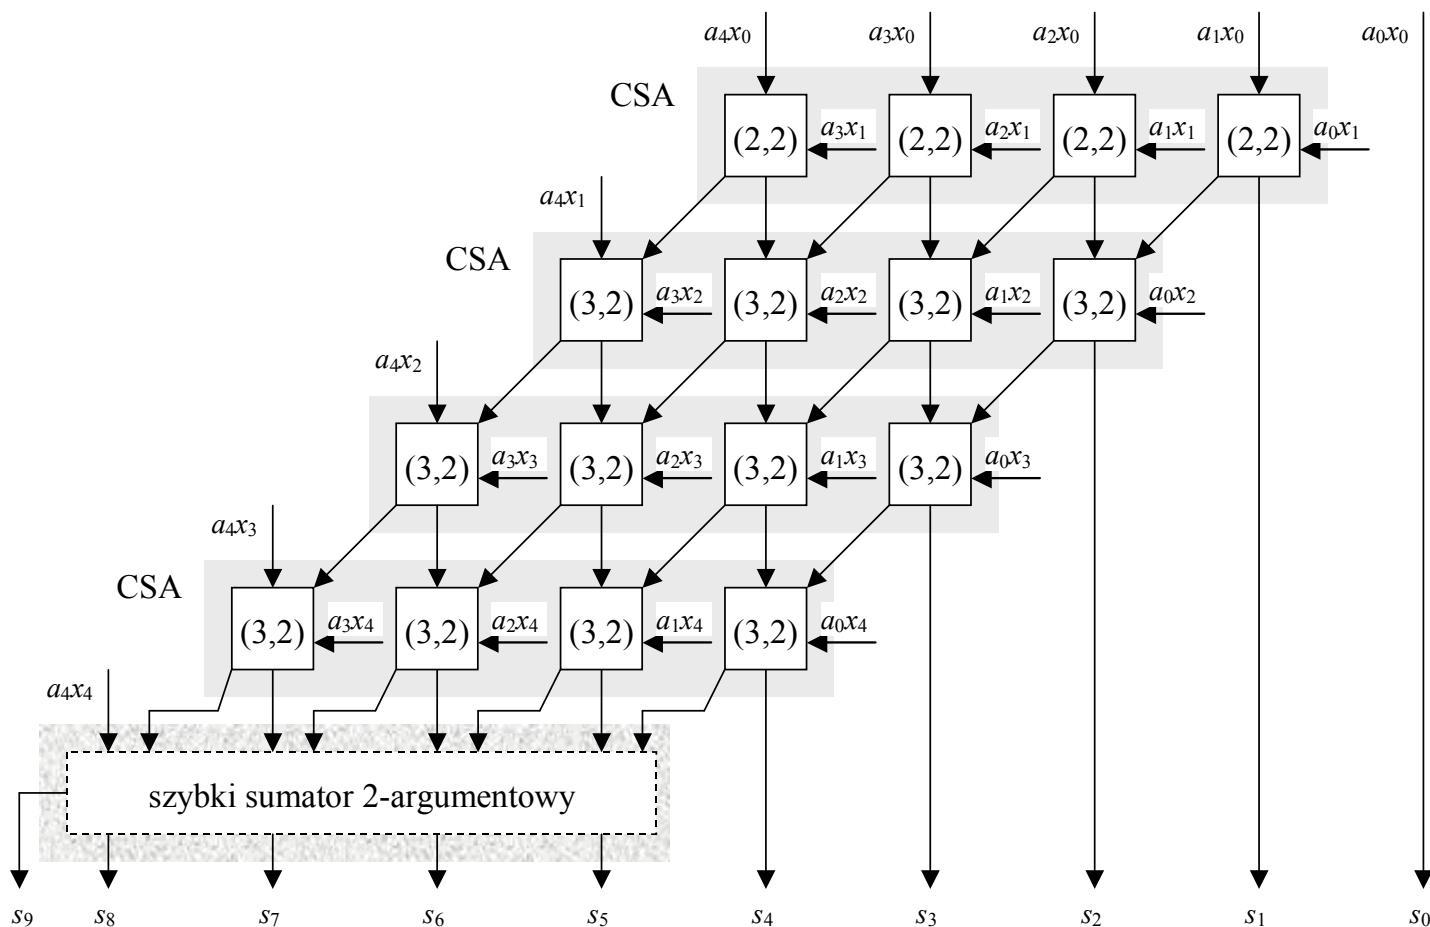 a₄x₀ a₃x₀ a₂x₀ a₁x₀ a₀x₀
CSA
(2,2) a₃x₁ (2,2) a₂x₁ (2,2) a₁x₁ (2,2) a₀x₁
a₄x₁
CSA
(3,2) a₃x₂ (3,2) a₂x₂ (3,2) a₁x₂ (3,2) a₀x₂
a₄x₂
(3,2) a₃x₃ (3,2) a₂x₃ (3,2) a₁x₃ (3,2) a₀x₃
a₄x₃
CSA
(3,2) a₃x₄ (3,2) a₂x₄ (3,2) a₁x₄ (3,2) a₀x₄
a₄x₄
szybki sumator 2-argumentowy
s₉ s₈ s₇ s₆ s₅ s₄ s₃ s₂ s₁ s₀